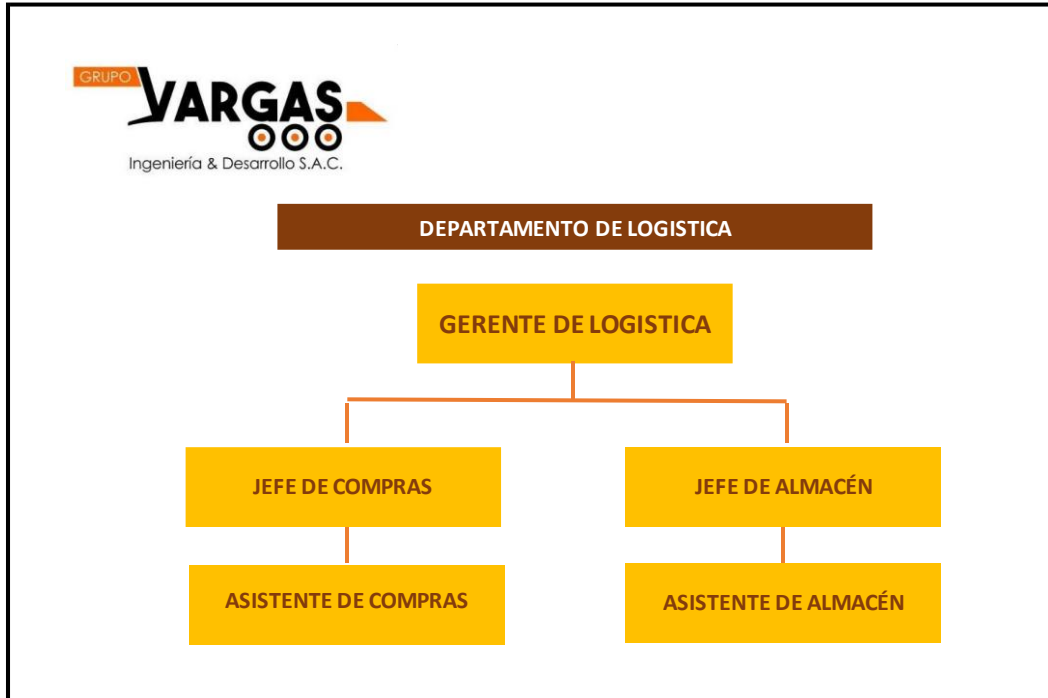 GRUPO
VARGAS
Ingeniería & Desarrollo S.A.C.
DEPARTAMENTO DE LOGISTICA
GERENTE DE LOGISTICA
JEFE DE COMPRAS
JEFE DE ALMACÉN
ASISTENTE DE COMPRAS
ASISTENTE DE ALMACÉN